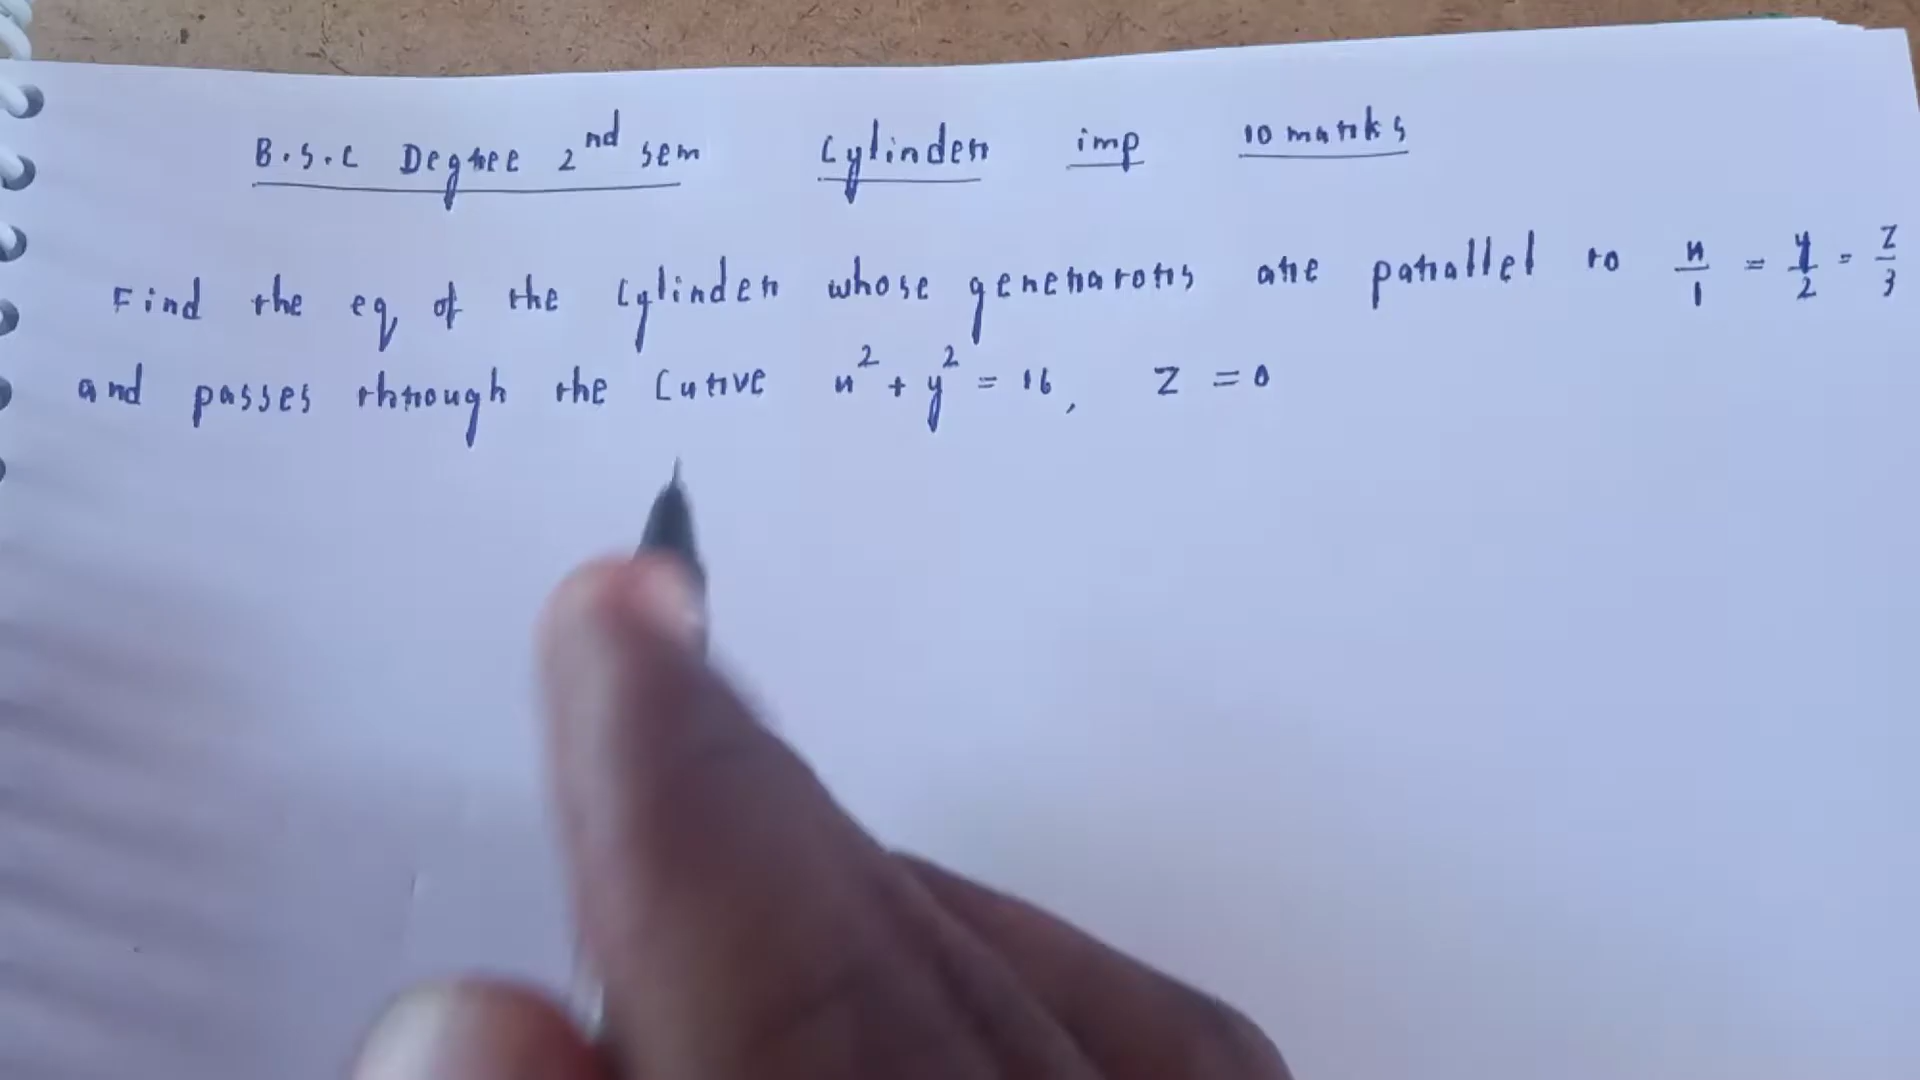 B.S.C Degree 2nd sem Cylinder imp 10 marks
Find the eq of the Cylinder whose generators are parallel to x/1 = y/2 = z/3
and passes through the Curve x² + y² = 16, Z = 0